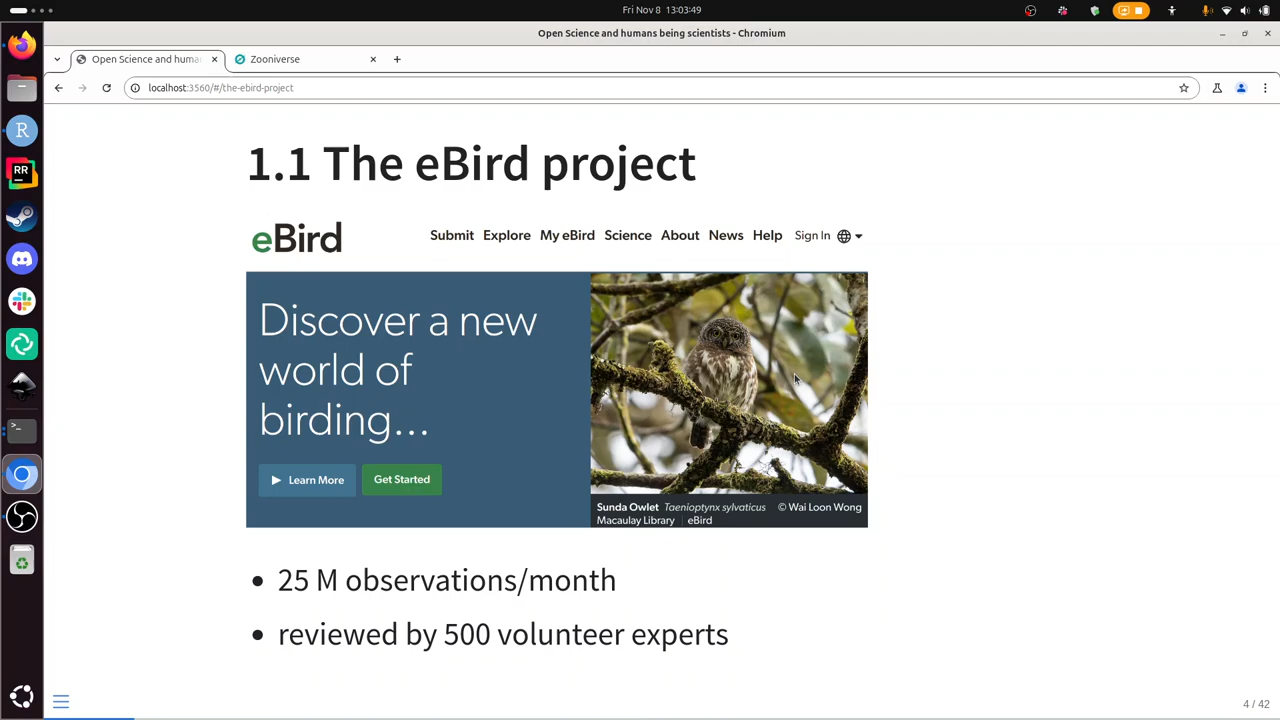 Fri Nov 8 13:03:49
Open Science and humans being scientists - Chromium
Open Science and huma
Zooniverse
localhost:3560/#/the-ebird-project
1.1 The eBird project
eBird
Submit Explore My eBird Science About News Help Sign In
Discover a new
world of
birding...
Learn More
Get Started
Sunda Owlet Taenioptynx sylvaticus © Wai Loon Wong
Macaulay Library eBird
• 25 M observations/month
• reviewed by 500 volunteer experts
4 / 42
R
RR